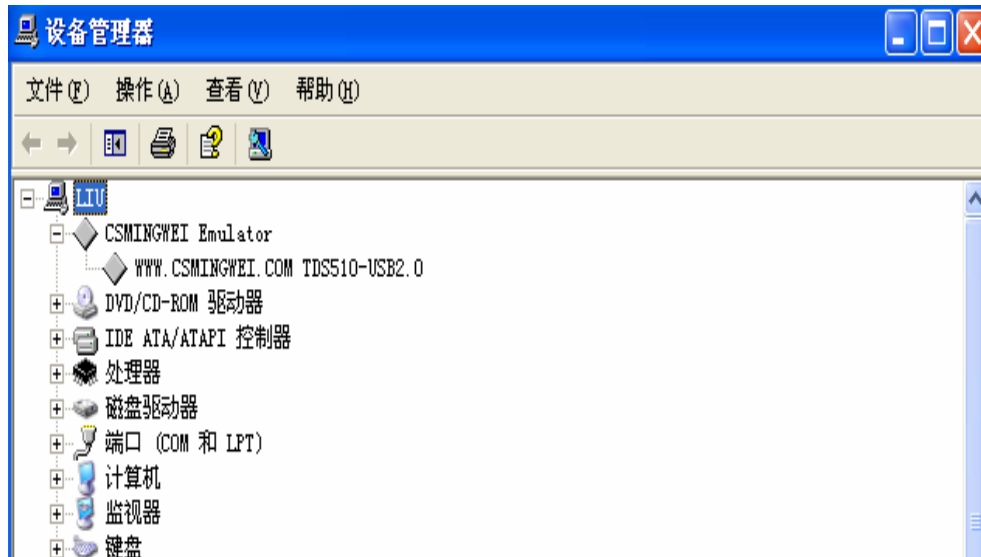 设备管理器
文件(F) 操作(A) 查看(V) 帮助(H)
LIU
CSMINGWEI Emulator
WWW.CSMINGWEI.COM TDS510-USB2.0
DVD/CD-ROM 驱动器
IDE ATA/ATAPI 控制器
处理器
磁盘驱动器
端口 (COM 和 LPT)
计算机
监视器
键盘